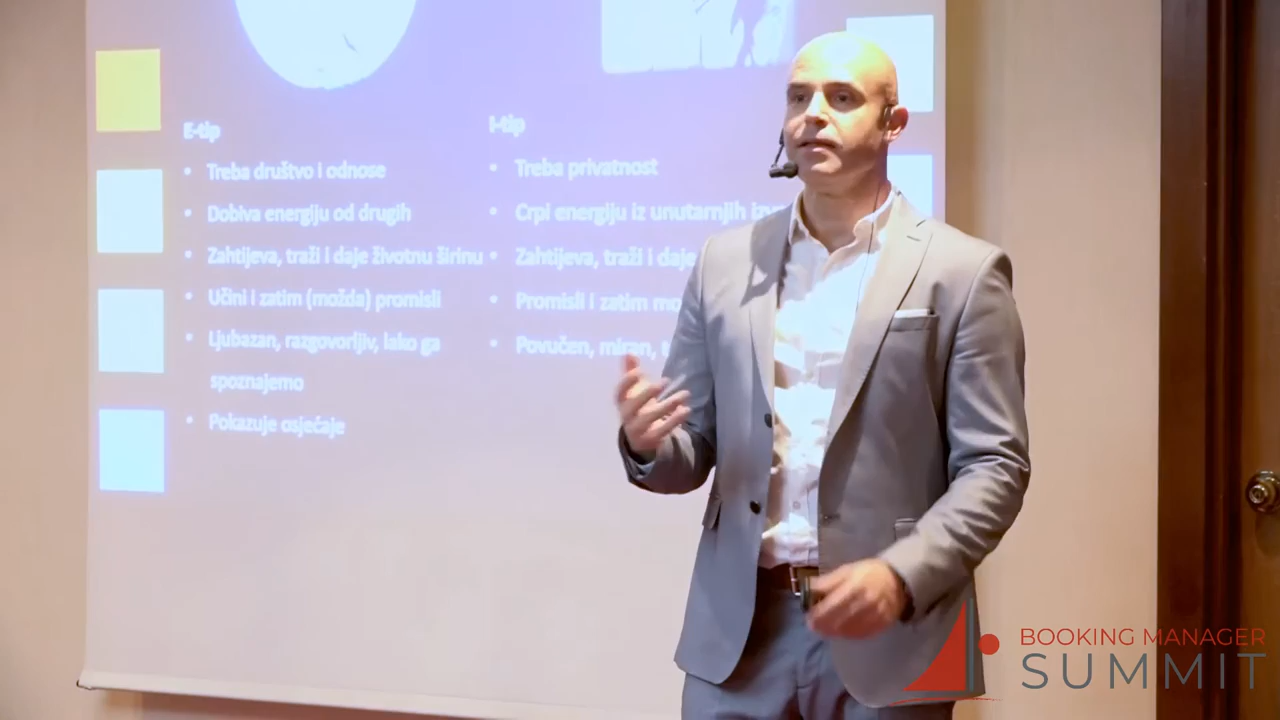 E-tip
• Treba društvo i odnose
• Dobiva energiju od drugih
• Zahtijeva, traži i daje životnu širinu
• Učini i zatim (možda) promisli
• Ljubazan, razgovorljiv, lako ga
spoznajemo
• Pokazuje osjećaje
I-tip
• Treba privatnost
• Crpi energiju iz unutarnjih
• Zahtijeva, traži i daje
• Promisli i zatim
• Povučen, miran,
BOOKING MANAGER
SUMMIT